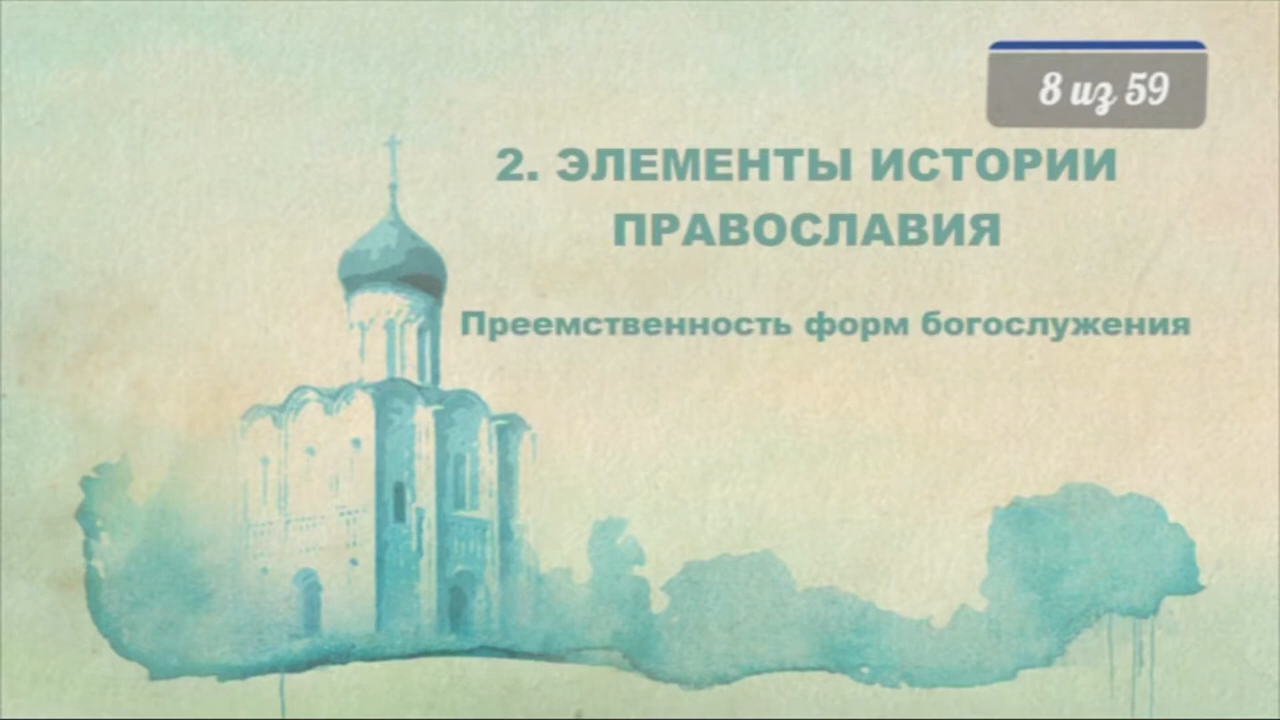 8 из 59
2. ЭЛЕМЕНТЫ ИСТОРИИ
ПРАВОСЛАВИЯ
Преемственность форм богослужения